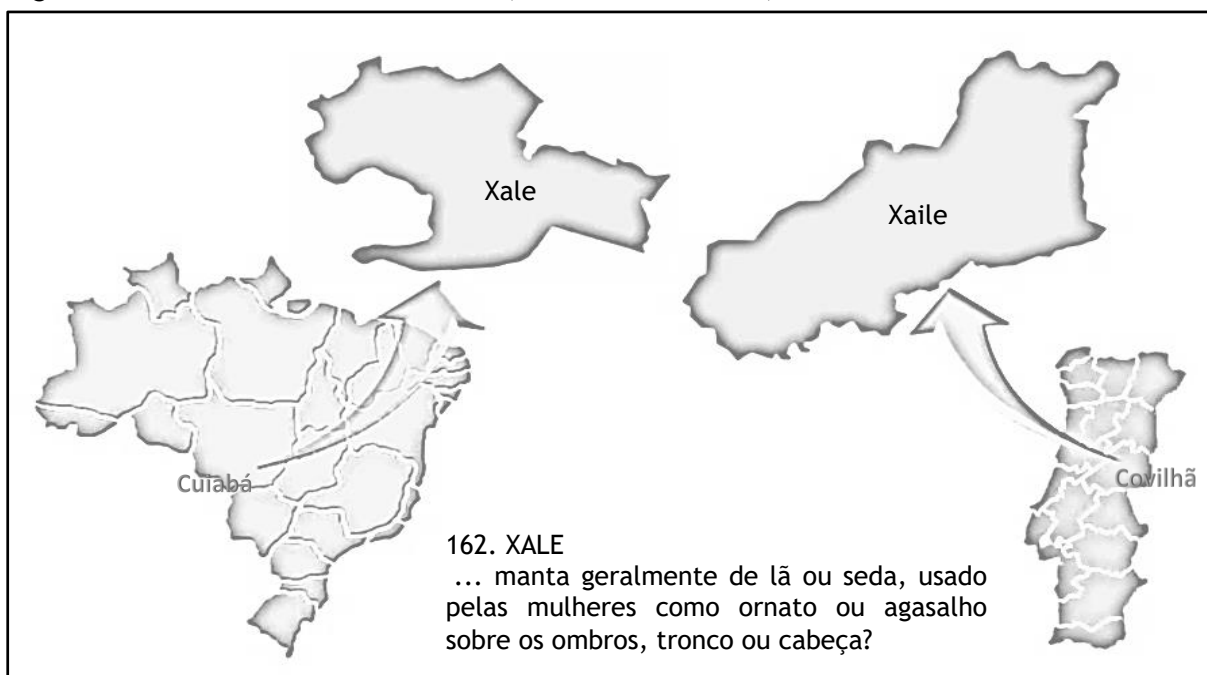 Xale
Xaile
Cuiabá
Covilhã
162. XALE
... manta geralmente de lã ou seda, usado
pelas mulheres como ornato ou agasalho
sobre os ombros, tronco ou cabeça?